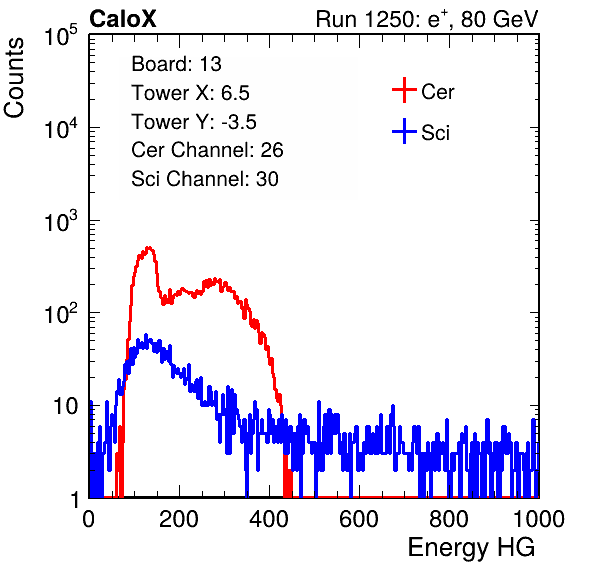 CaloX Run 1250: e⁺, 80 GeV
Counts
10⁵
10⁴
10³
10²
10
1
Board: 13
Tower X: 6.5
Tower Y: -3.5
Cer Channel: 26
Sci Channel: 30
Cer
Sci
0 200 400 600 800 1000
Energy HG